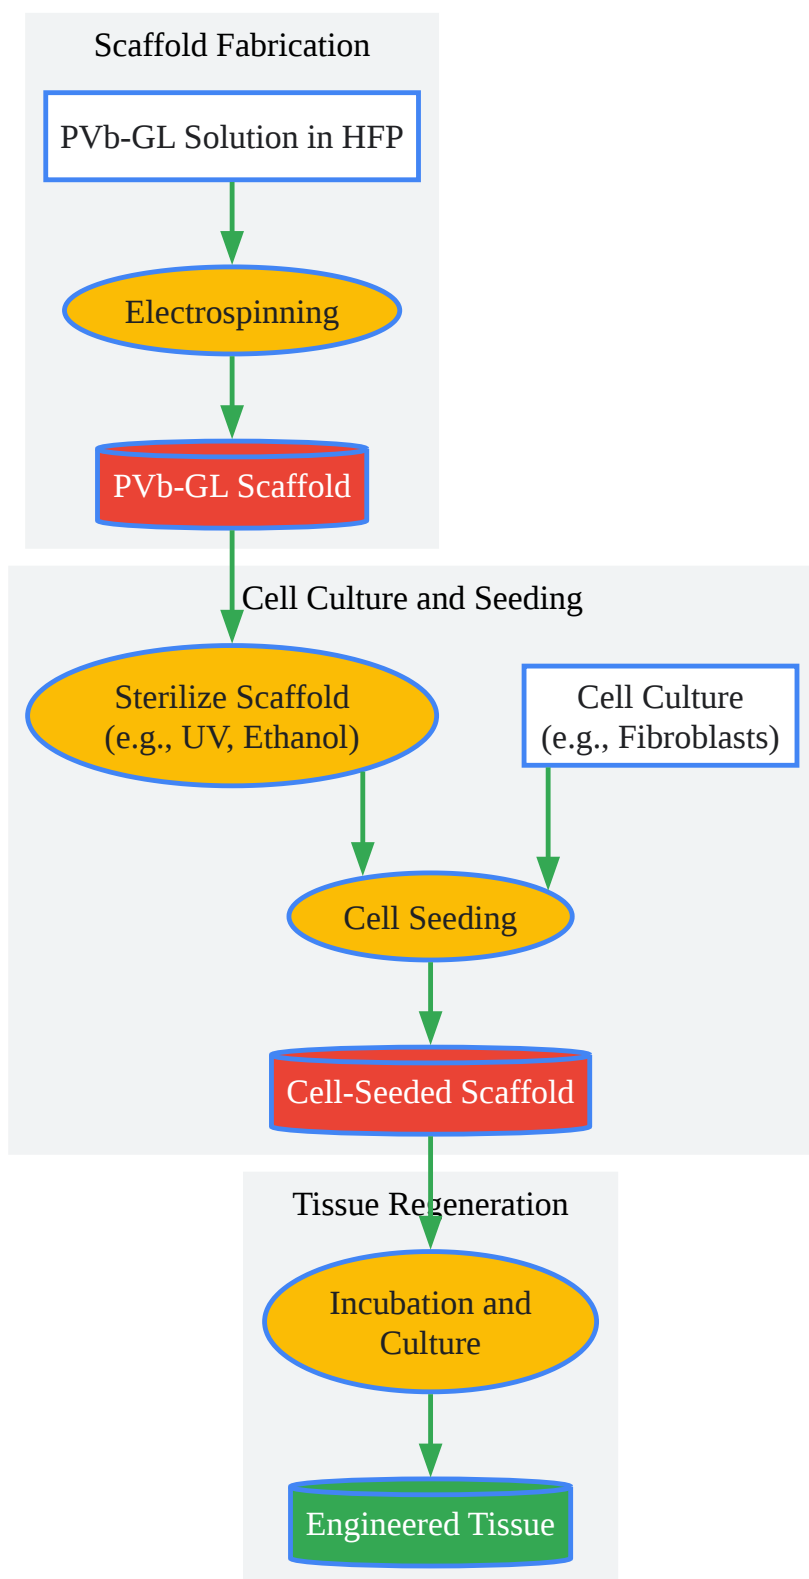 Scaffold Fabrication
PVb-GL Solution in HFP
Electrospinning
PVb-GL Scaffold
Cell Culture and Seeding
Sterilize Scaffold
(e.g., UV, Ethanol)
Cell Culture
(e.g., Fibroblasts)
Cell Seeding
Cell-Seeded Scaffold
Tissue Regeneration
Incubation and
Culture
Engineered Tissue